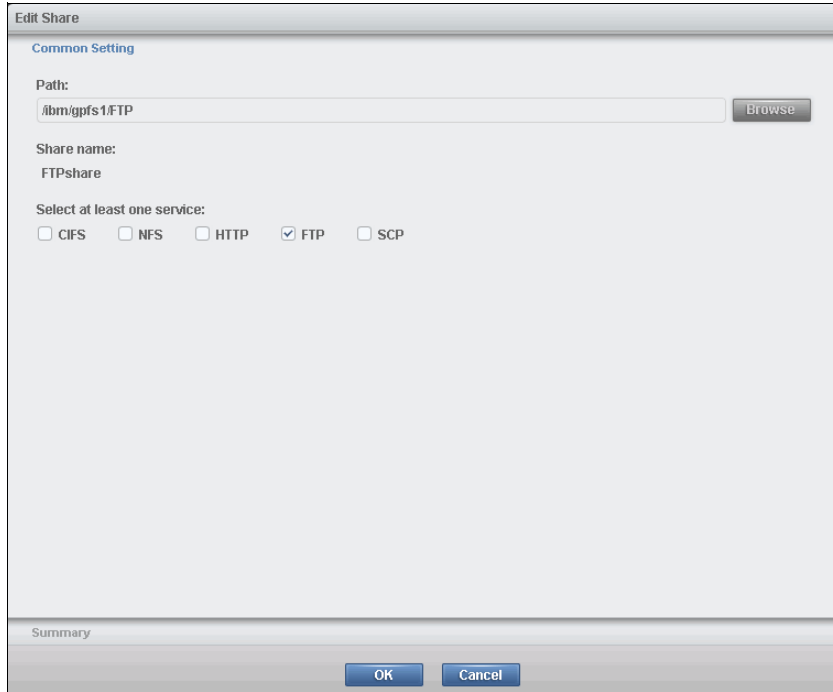 Edit Share
Common Setting
Path:
/ibm/gpfs1/FTP Browse
Share name:
FTPshare
Select at least one service:
CIFS NFS HTTP FTP SCP
Summary
OK Cancel